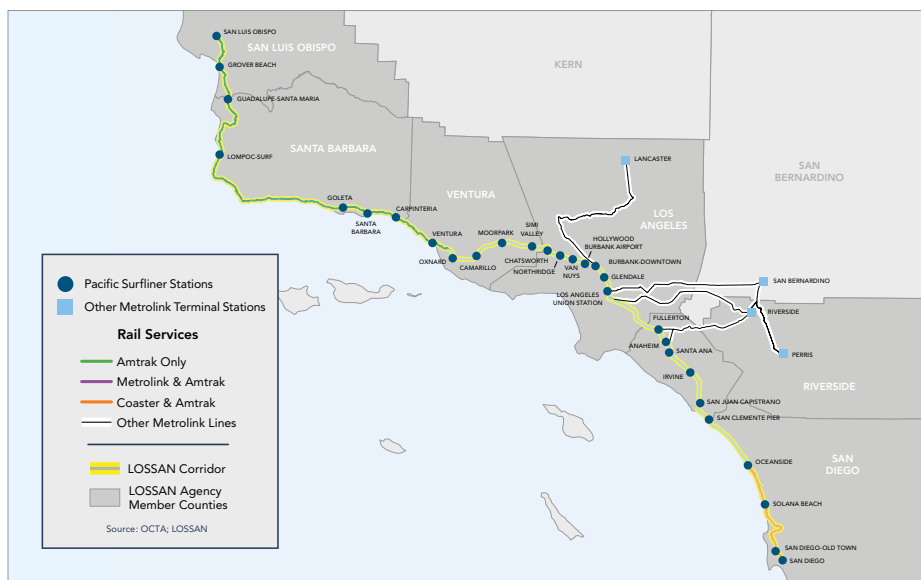 SAN LUIS OBISPO
SAN LUIS OBISPO
GROVER BEACH
GUADALUPE-SANTA MARIA
KERN
SANTA BARBARA
LOMPOC-SURF
LANCASTER
SAN
BERNARDINO
VENTURA
LOS
ANGELES
GOLETA
SANTA
BARBARA
CARPINTERIA
VENTURA
OXNARD
CAMARILLO
MOORPARK
SIMI
VALLEY
CHATSWORTH
NORTHRIDGE
VAN
NUYS
HOLLYWOOD
BURBANK AIRPORT
BURBANK-DOWNTOWN
GLENDALE
LOS ANGELES
UNION STATION
SAN BERNARDINO
RIVERSIDE
FULLERTON
ANAHEIM
SANTA ANA
PERRIS
IRVINE
RIVERSIDE
SAN JUAN CAPISTRANO
SAN CLEMENTE PIER
OCEANSIDE
SAN
DIEGO
SOLANA BEACH
SAN DIEGO-OLD TOWN
SAN DIEGO
Pacific Surfliner Stations
Other Metrolink Terminal Stations
Rail Services
Amtrak Only
Metrolink & Amtrak
Coaster & Amtrak
Other Metrolink Lines
LOSSAN Corridor
LOSSAN Agency
Member Counties
Source: OCTA; LOSSAN